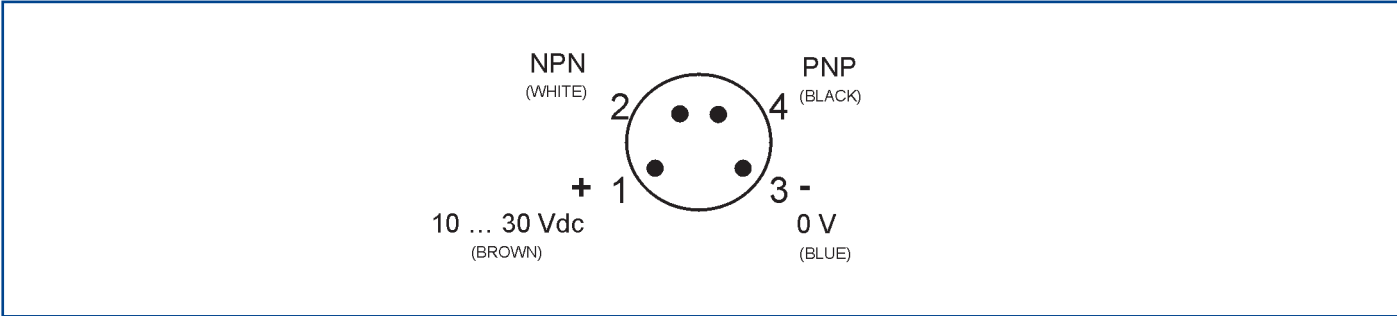 NPN
(WHITE)
2
PNP
(BLACK)
4
+ 1
10 ... 30 Vdc
(BROWN)
3 -
0 V
(BLUE)